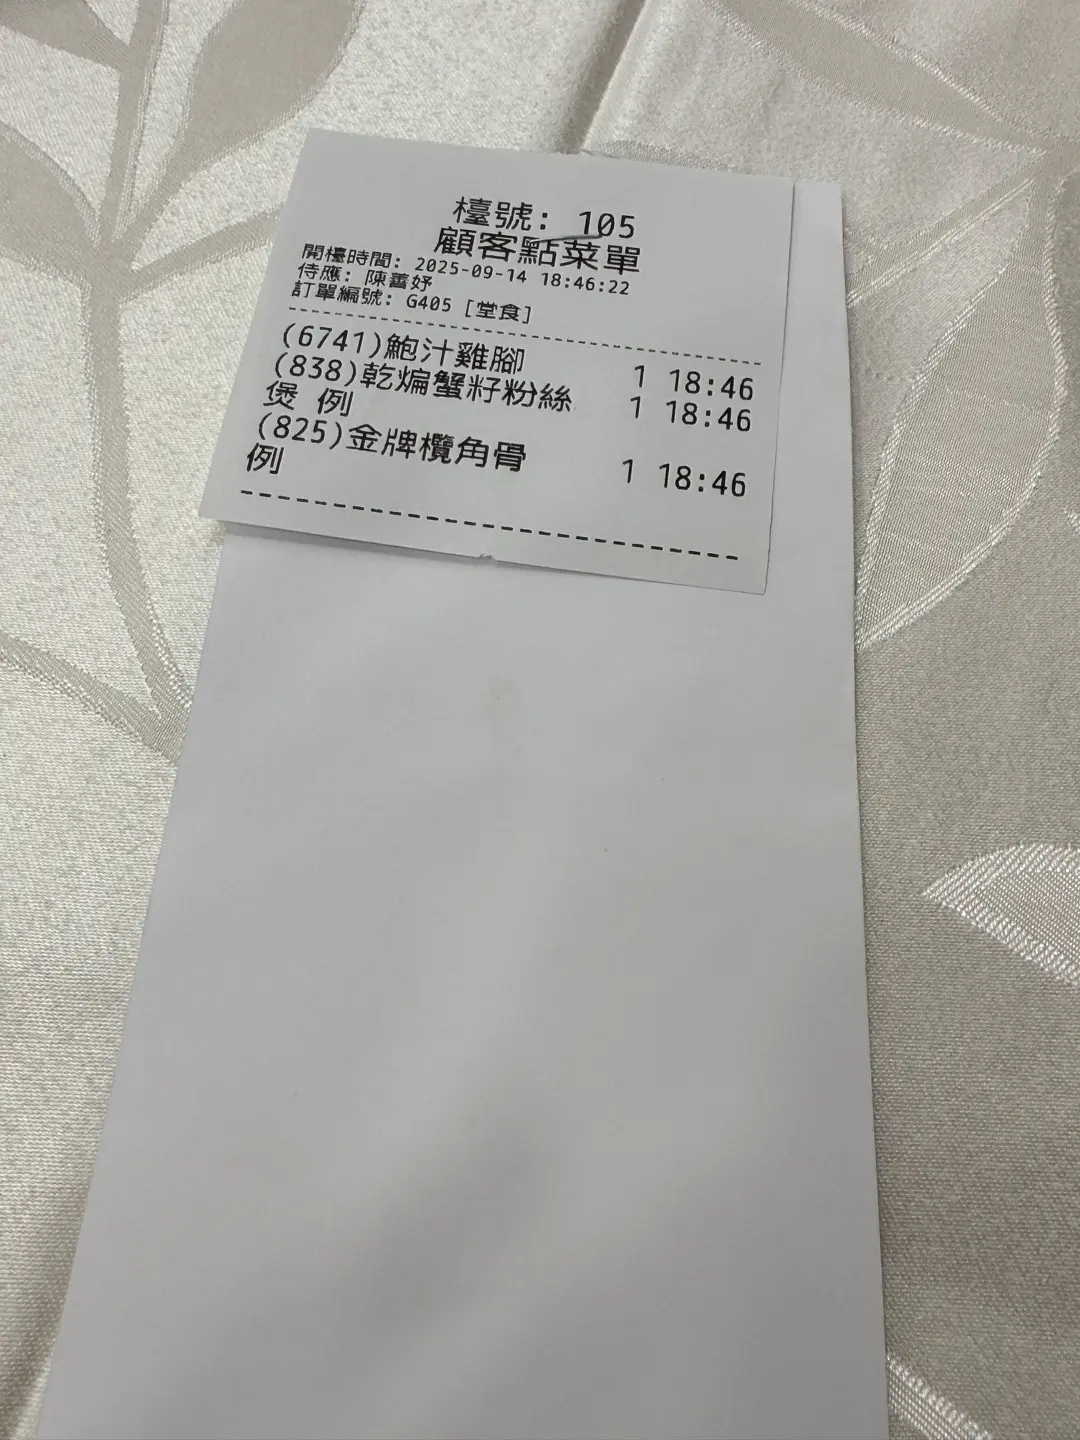 檯號: 105
顧客點菜單
開檯時間: 2025-09-14 18:46:22
侍應: 陳善妤
訂單編號: G405 [堂食]
(6741)鮑汁雞腳 1 18:46
(838)乾煸蟹籽粉絲 1 18:46
煲 例
(825)金牌欖角骨 1 18:46
例